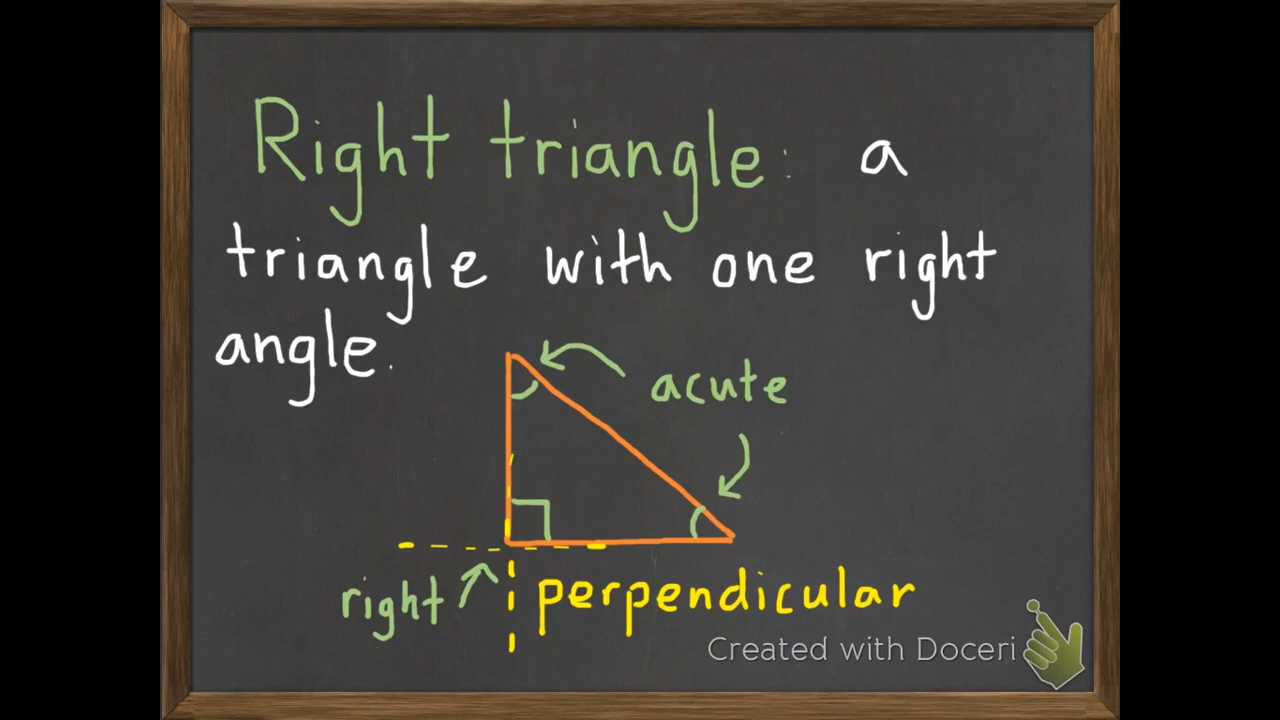 Right triangle: a
triangle with one right
angle.
acute
right
perpendicular
Created with Doceri